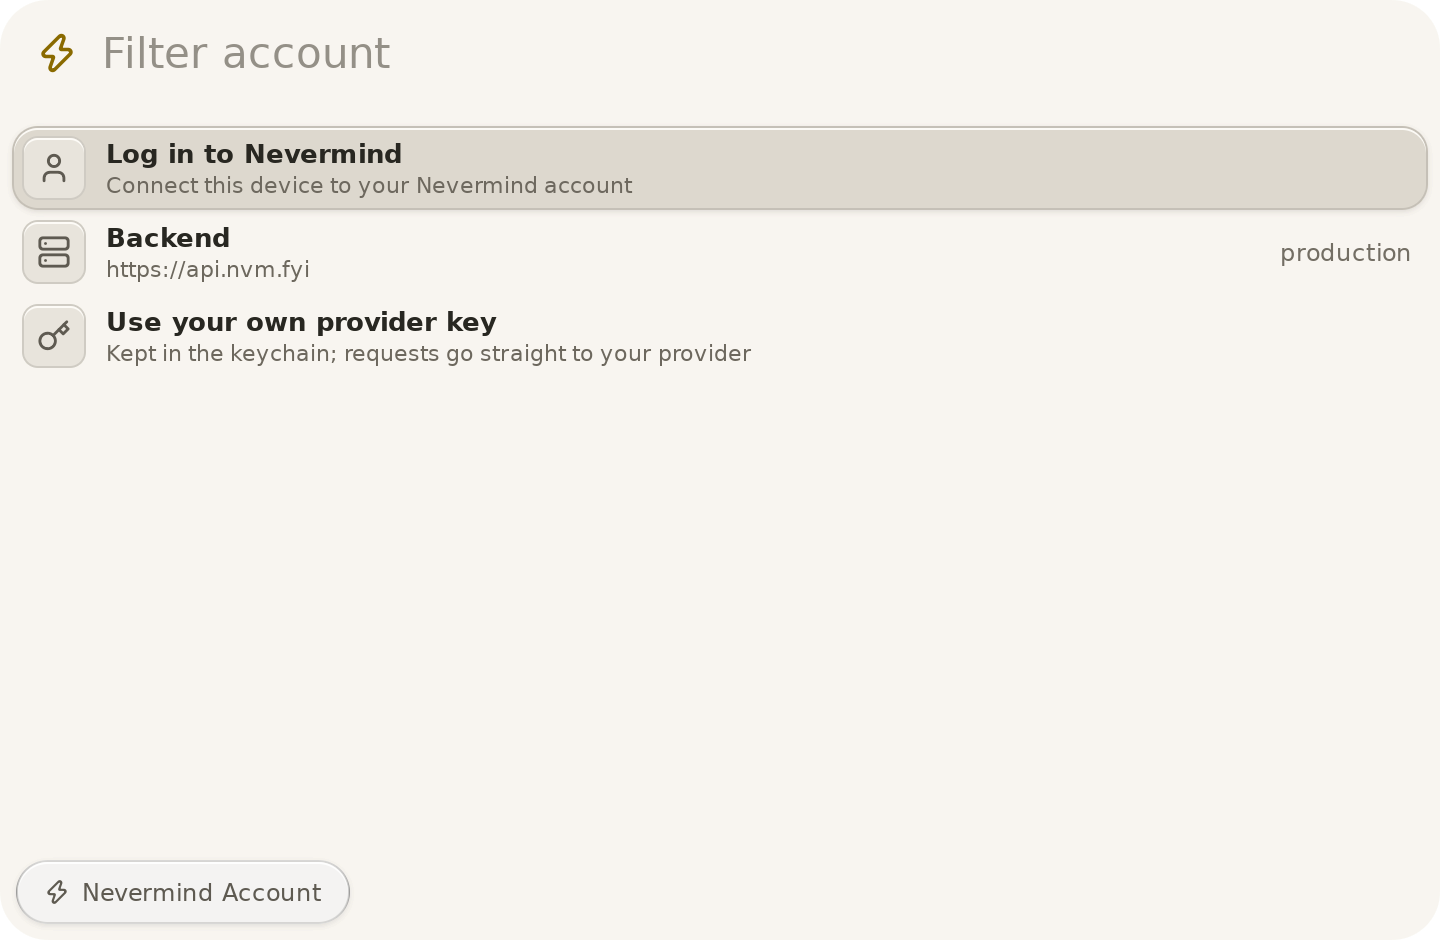 Filter account
Log in to Nevermind
Connect this device to your Nevermind account
Backend
https://api.nvm.fyi
production
Use your own provider key
Kept in the keychain; requests go straight to your provider
Nevermind Account